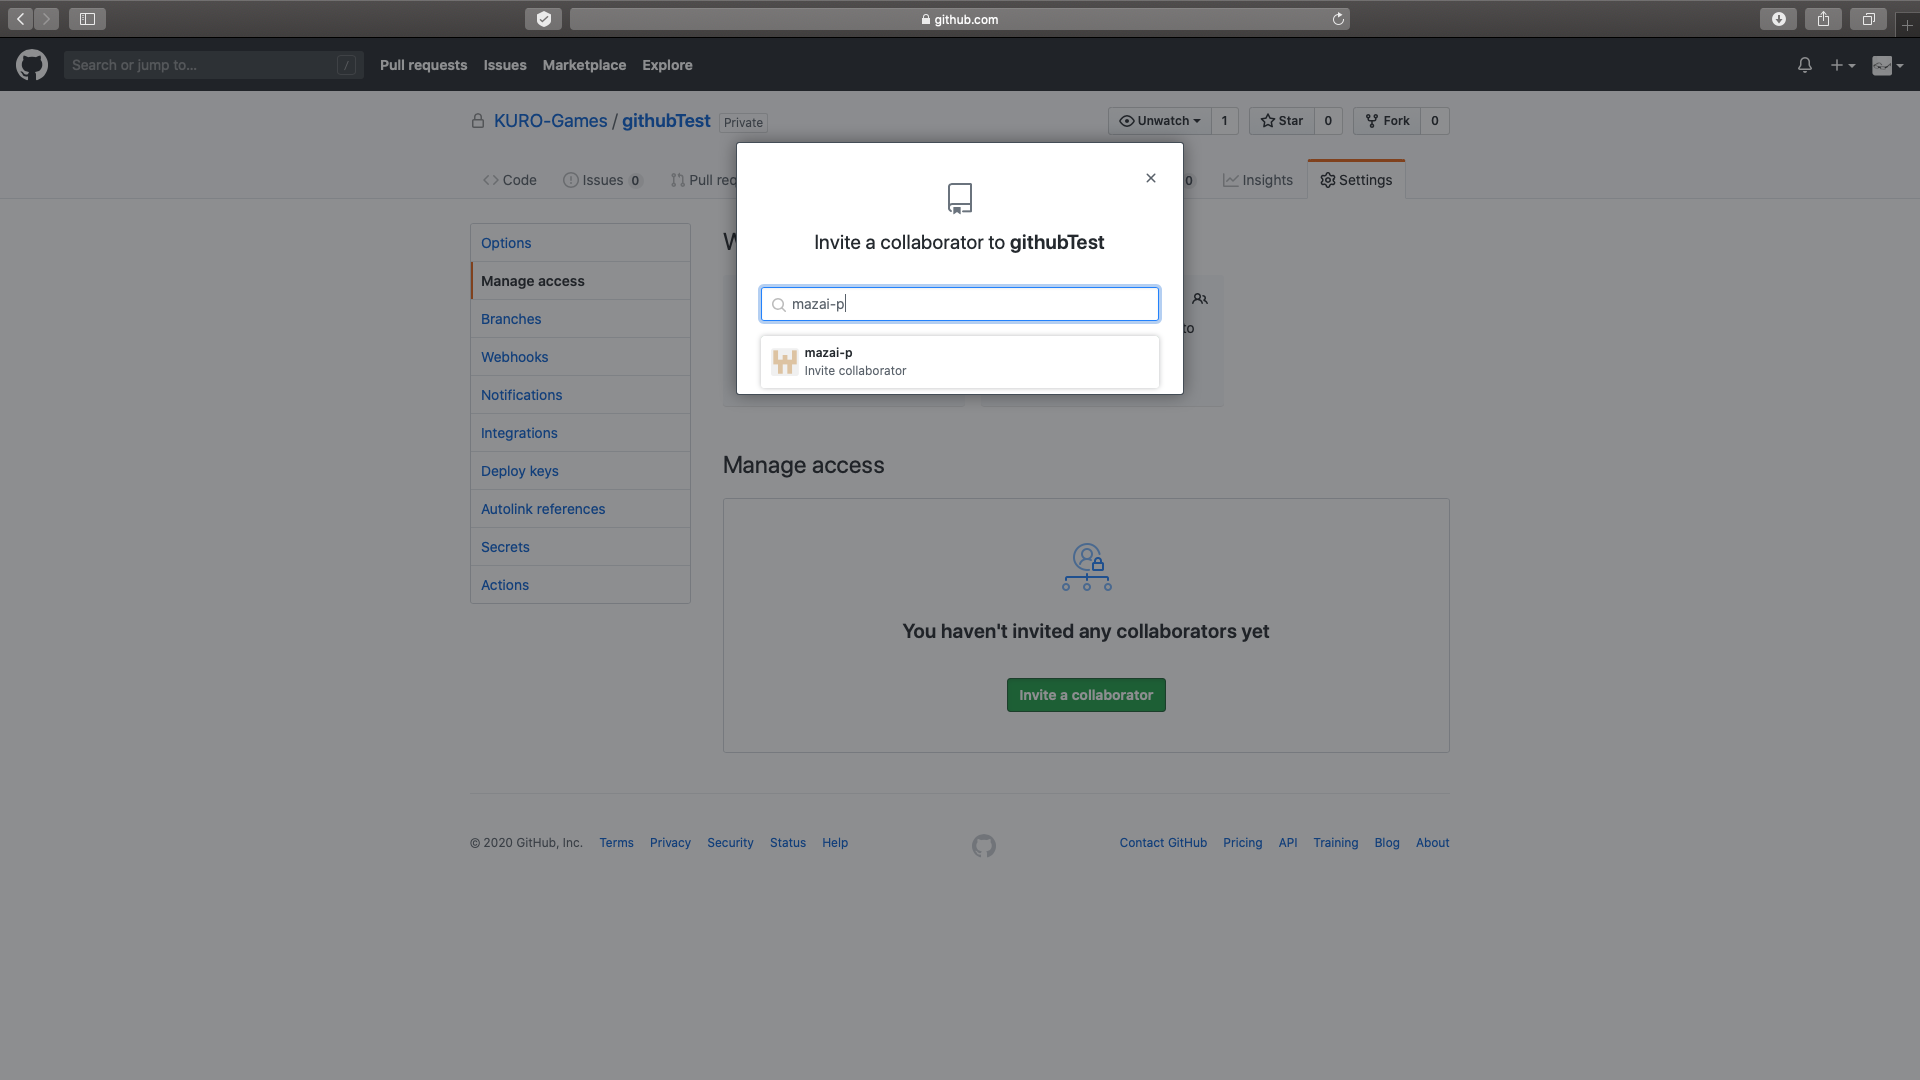 github.com
Search or jump to...
/
Pull requests
Issues
Marketplace
Explore
KURO-Games / githubTest
Private
Unwatch
1
Star
0
Fork
0
Code
Issues 0
Pull req
0
Insights
Settings
Invite a collaborator to githubTest
mazai-p
mazai-p
Invite collaborator
W
to
Options
Manage access
Branches
Webhooks
Notifications
Integrations
Deploy keys
Autolink references
Secrets
Actions
Manage access
You haven't invited any collaborators yet
Invite a collaborator
© 2020 GitHub, Inc.
Terms
Privacy
Security
Status
Help
Contact GitHub
Pricing
API
Training
Blog
About